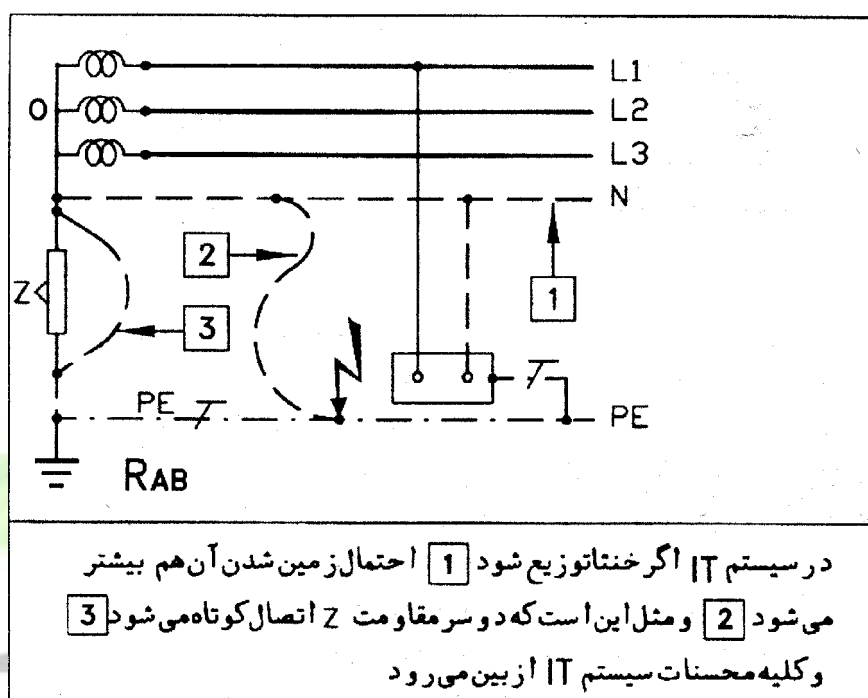 L1
O
L2
L3
N
2
Z
1
3
PE
PE
RAB
در سیستم IT اگر خنثا توزیع شود 1 احتمال زمین شدن آن هم بیشتر
می شود 2 و مثل این است که دو سر مقاومت Z اتصال کوتاه می شود 3
و کلیه محسنات سیستم IT از بین می رود